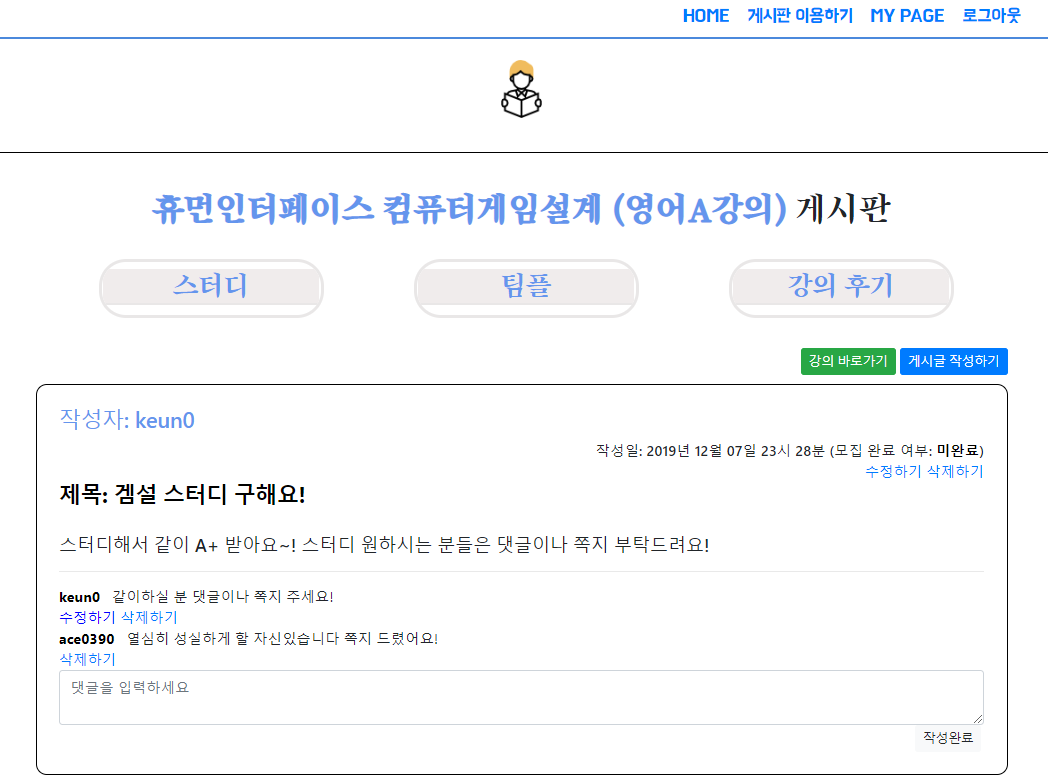 HOME 게시판 이용하기 MY PAGE 로그아웃
휴먼인터페이스 컴퓨터게임설계 (영어A강의) 게시판
스터디 팀플 강의 후기
강의 바로가기 게시글 작성하기
작성자: keun0
작성일: 2019년 12월 07일 23시 28분 (모집 완료 여부: 미완료)
수정하기 삭제하기
제목: 겜설 스터디 구해요!
스터디해서 같이 A+ 받아요~! 스터디 원하시는 분들은 댓글이나 쪽지 부탁드려요!
keun0 같이하실 분 댓글이나 쪽지 주세요!
수정하기 삭제하기
ace0390 열심히 성실하게 할 자신있습니다 쪽지 드렸어요!
삭제하기
댓글을 입력하세요
작성완료